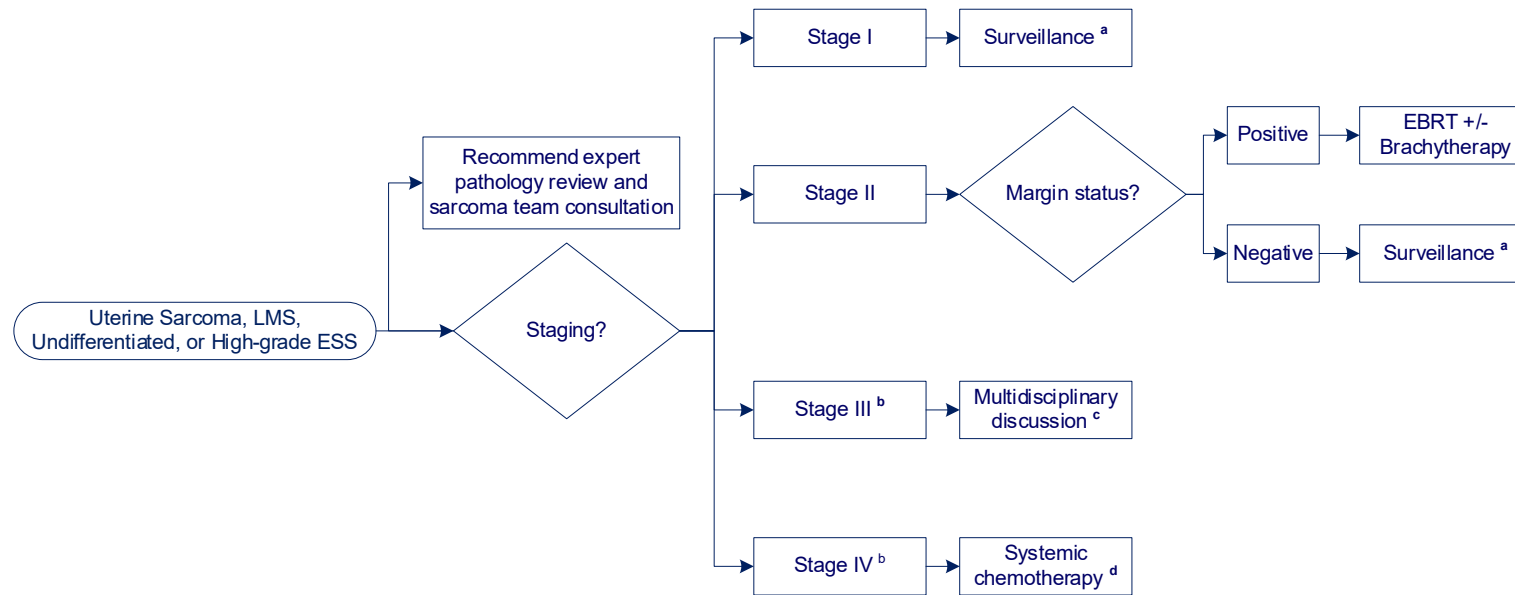 Stage I
Surveillance a
Recommend expert
pathology review and
sarcoma team consultation
Stage II
Margin status?
Positive
EBRT +/-
Brachytherapy
Negative
Surveillance a
Uterine Sarcoma, LMS,
Undifferentiated, or High-grade ESS
Staging?
Stage III b
Multidisciplinary
discussion c
Stage IV b
Systemic
chemotherapy d